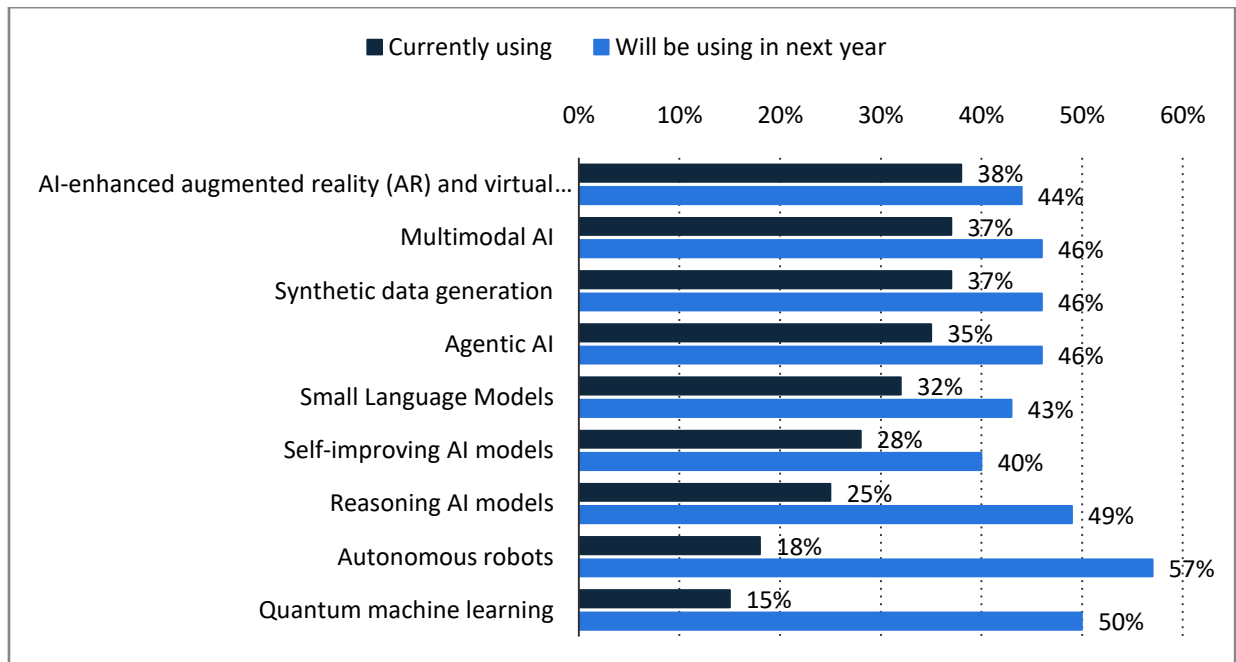 Currently using Will be using in next year
0% 10% 20% 30% 40% 50% 60%
AI-enhanced augmented reality (AR) and virtual… 38%
44%
Multimodal AI 37%
46%
Synthetic data generation 37%
46%
Agentic AI 35%
46%
Small Language Models 32%
43%
Self-improving AI models 28%
40%
Reasoning AI models 25%
49%
Autonomous robots 18%
57%
Quantum machine learning 15%
50%